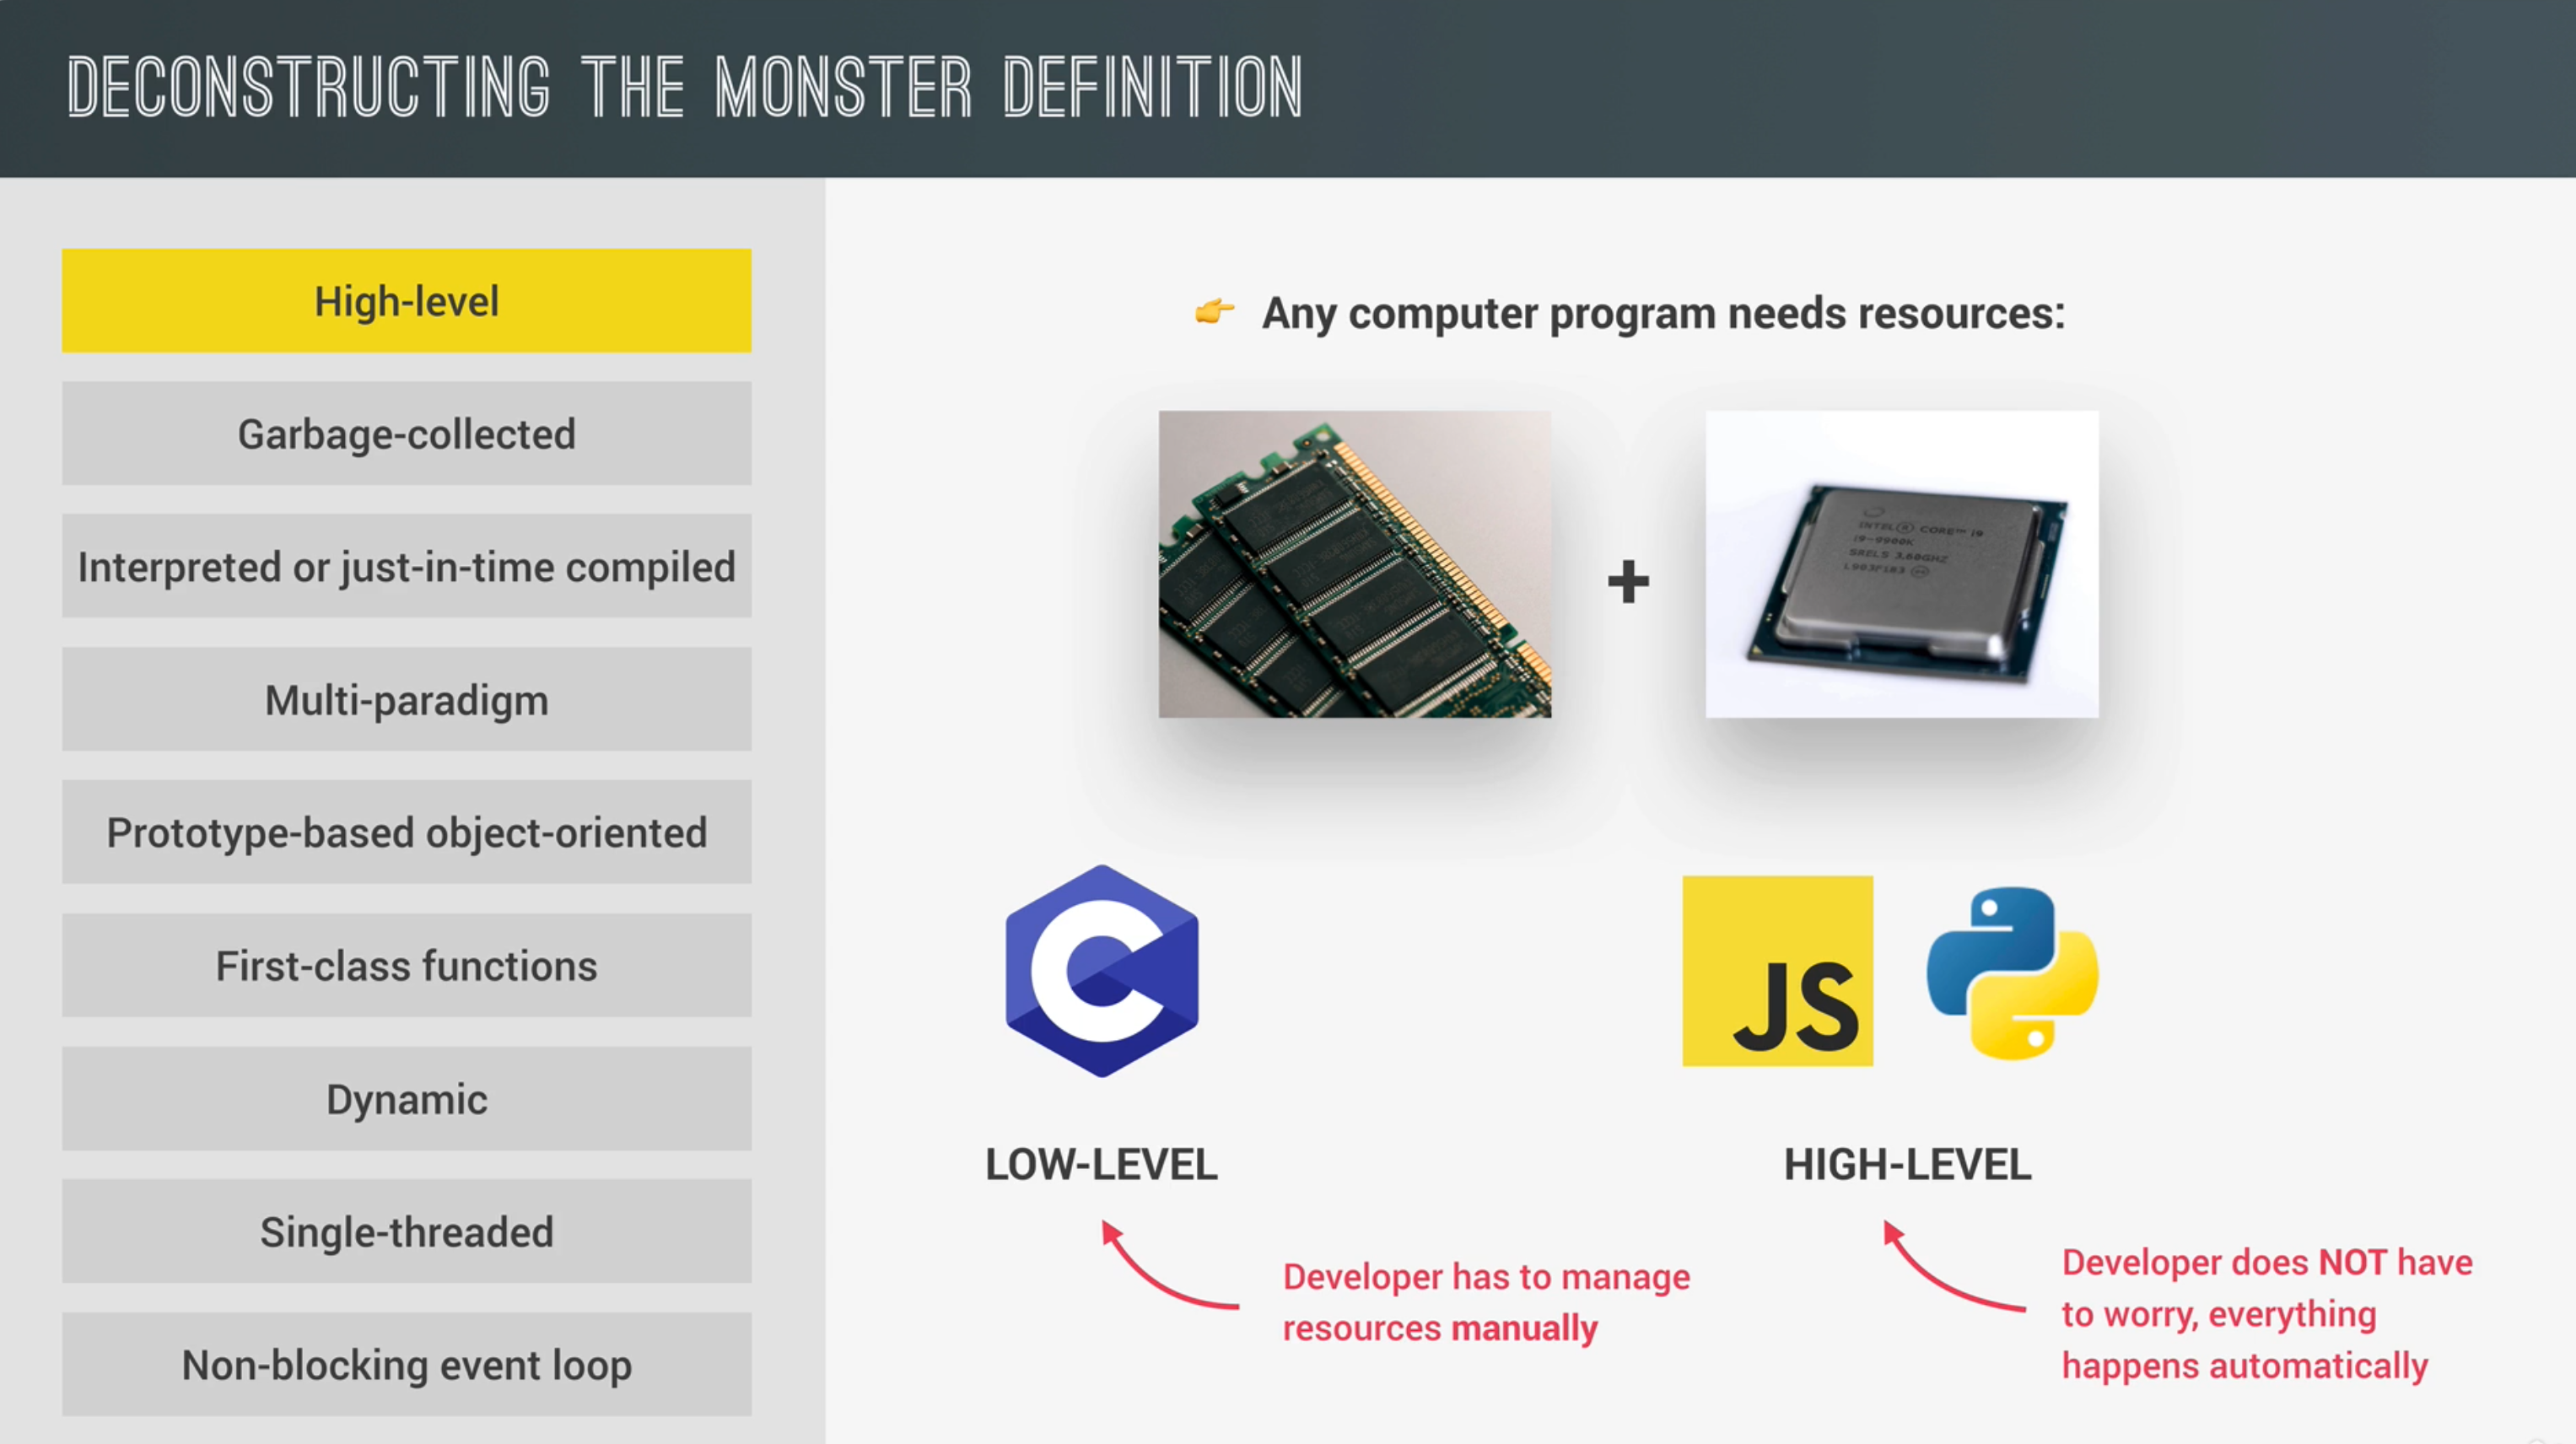 DECONSTRUCTING THE MONSTER DEFINITION
High-level
Garbage-collected
Interpreted or just-in-time compiled
Multi-paradigm
Prototype-based object-oriented
First-class functions
Dynamic
Single-threaded
Non-blocking event loop
Any computer program needs resources:
INTEL® CORE™ i9
i9-9900K
SRELS 3.60GHZ
+
C
JS
LOW-LEVEL
HIGH-LEVEL
Developer has to manage
resources manually
Developer does NOT have
to worry, everything
happens automatically